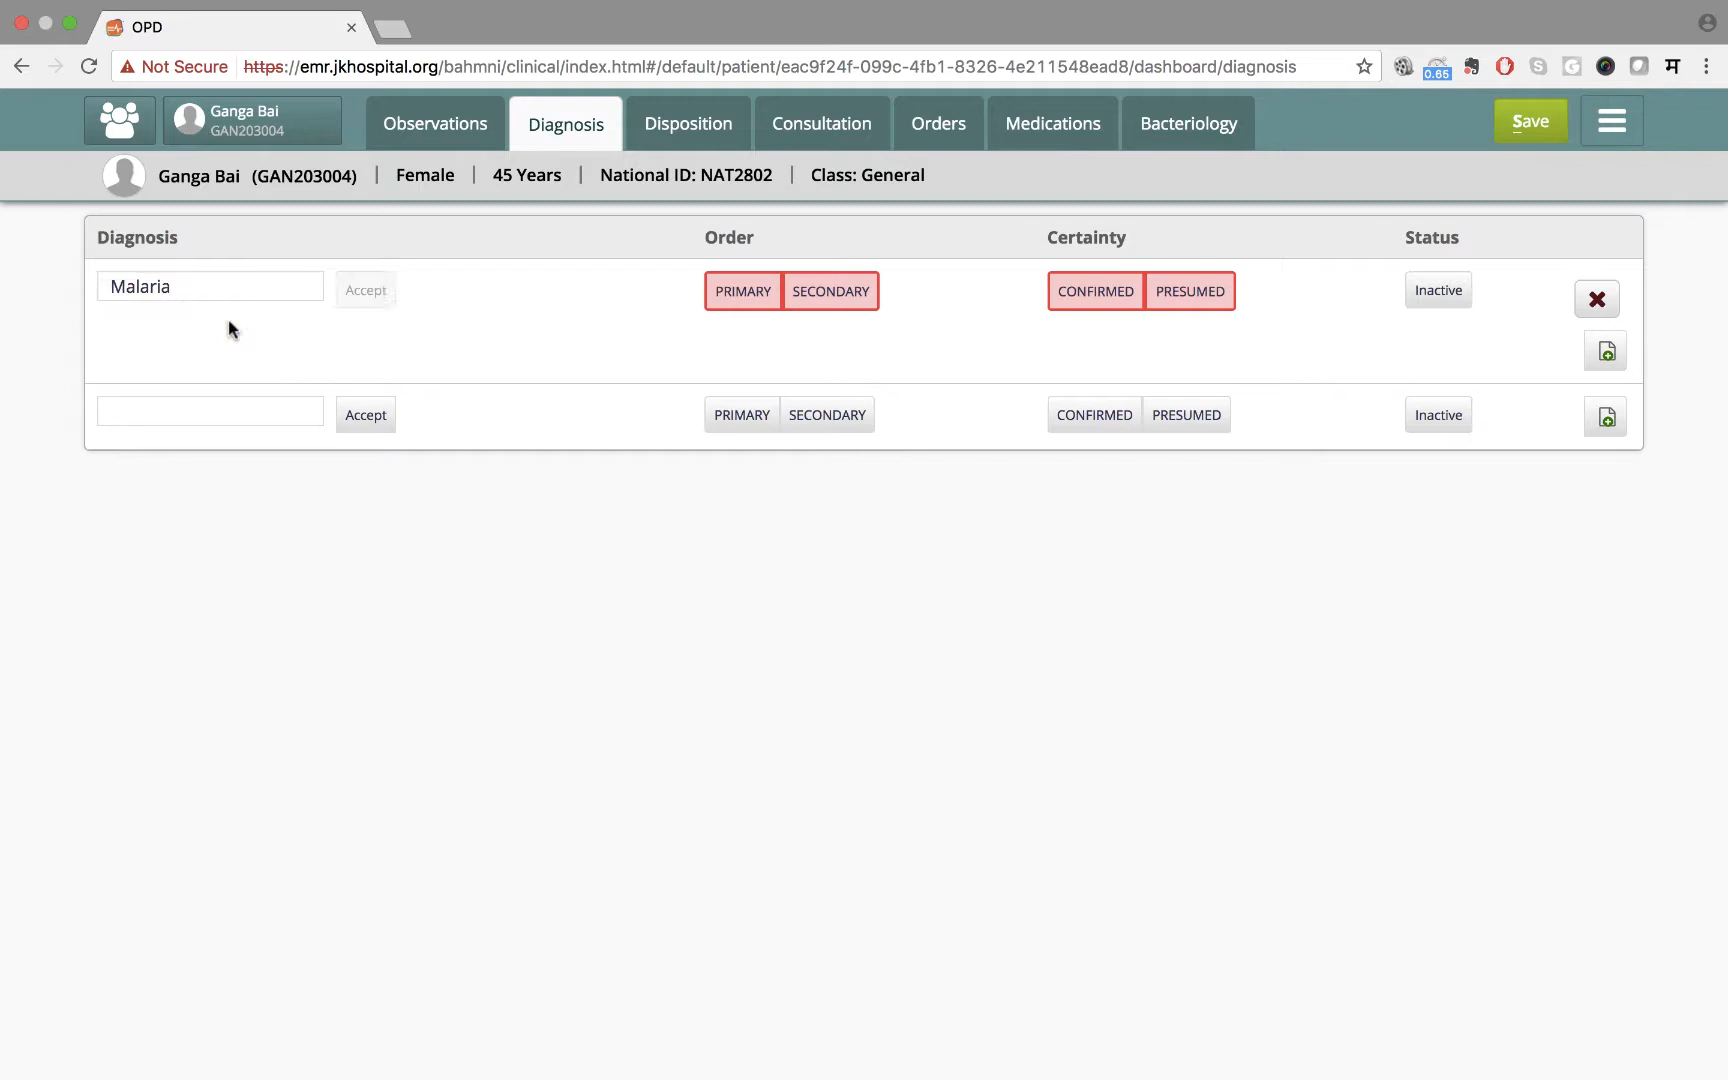 OPD
Not Secure https://emr.jkhospital.org/bahmni/clinical/index.html#/default/patient/eac9f24f-099c-4fb1-8326-4e211548ead8/dashboard/diagnosis
0.65
म
Ganga Bai
GAN203004
Observations Diagnosis Disposition Consultation Orders Medications Bacteriology Save
Ganga Bai (GAN203004) | Female | 45 Years | National ID: NAT2802 | Class: General
Diagnosis Order Certainty Status
Malaria Accept PRIMARY SECONDARY CONFIRMED PRESUMED Inactive
Accept PRIMARY SECONDARY CONFIRMED PRESUMED Inactive